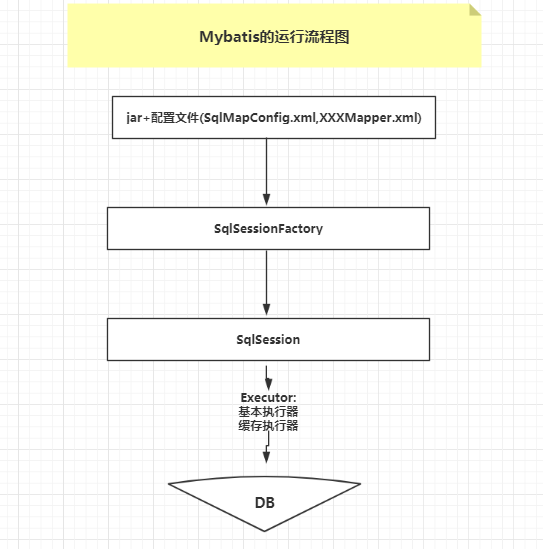 Mybatis的运行流程图
jar+配置文件(SqlMapConfig.xml,XXXMapper.xml)
SqlSessionFactory
SqlSession
Executor:
基本执行器
缓存执行器
DB